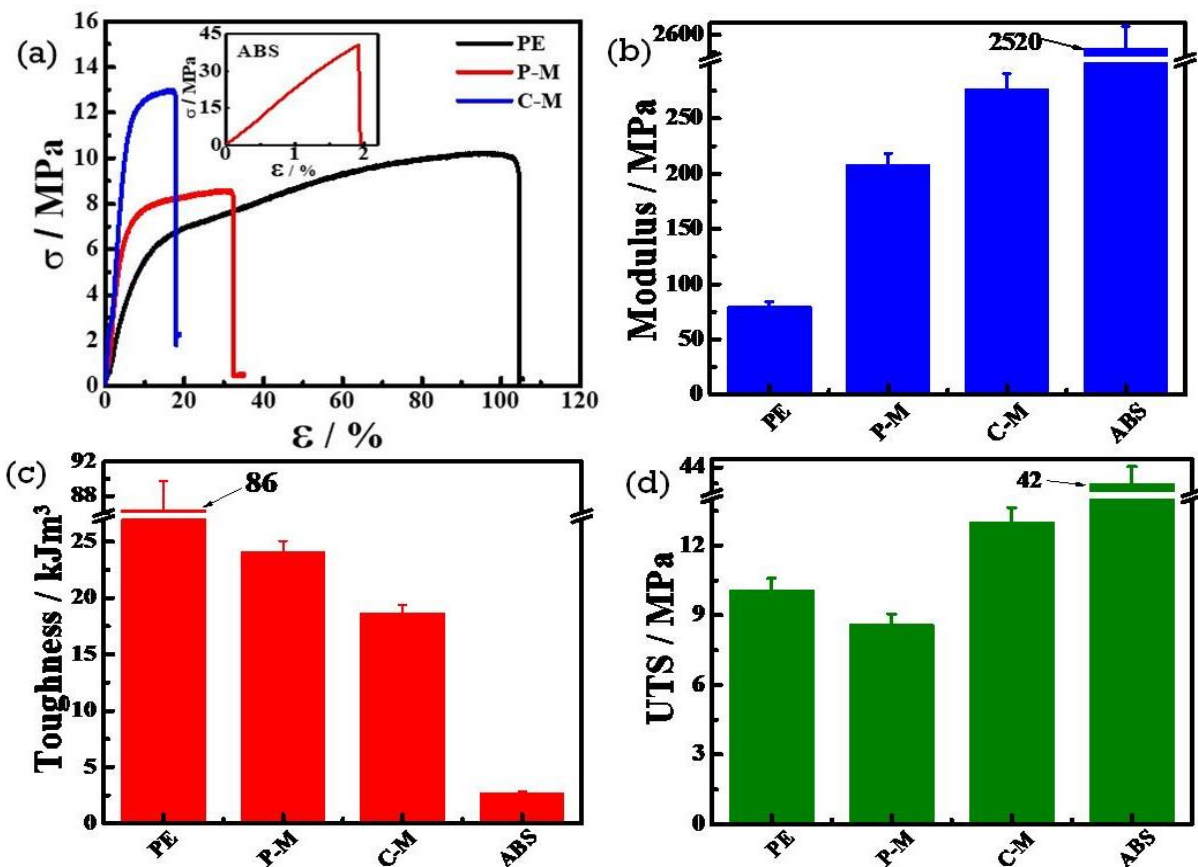 (a)
σ / MPa
16
14
12
10
8
6
4
2
0
0 20 40 60 80 100 120
ε / %
PE
P-M
C-M
ABS
σ / MPa
45
30
15
0
0 1 2
ε / %
(b)
Modulus / MPa
2600
2520
250
200
150
100
50
0
PE P-M C-M ABS
(c)
Toughness / kJm³
92
88
86
25
20
15
10
5
0
PE P-M C-M ABS
(d)
UTS / MPa
44
42
12
9
6
3
0
PE P-M C-M ABS